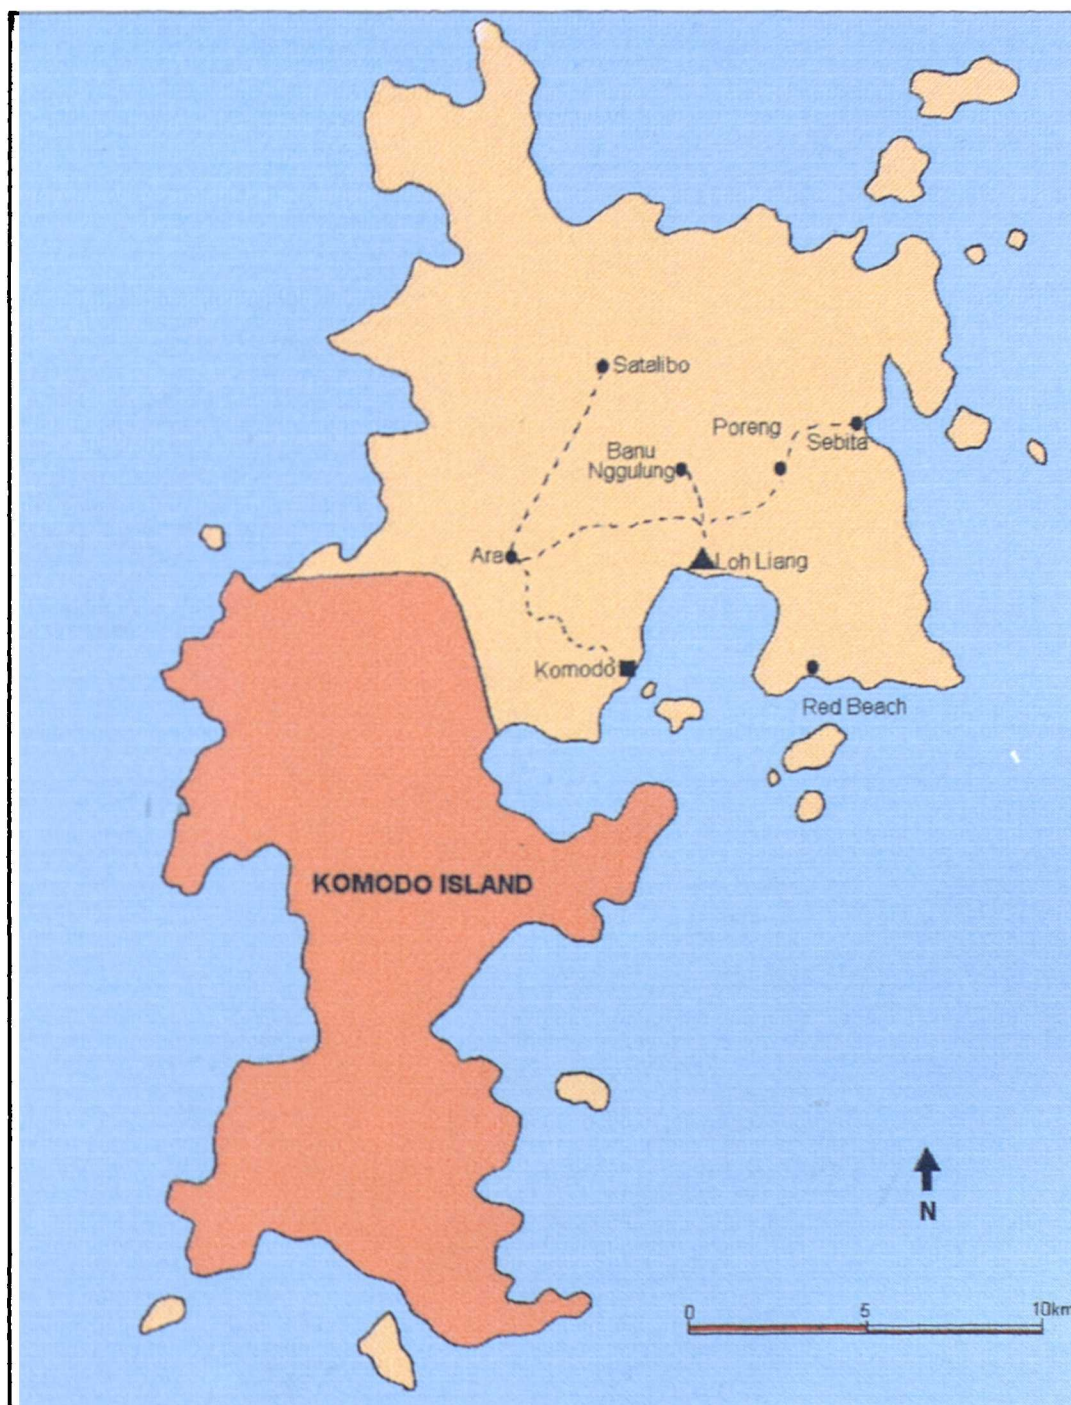 Satalibo
Poreng
Sebita
Banu
Nggulung
Ara
Loh Liang
Komodo
Red Beach
KOMODO ISLAND
N
0 5 10km